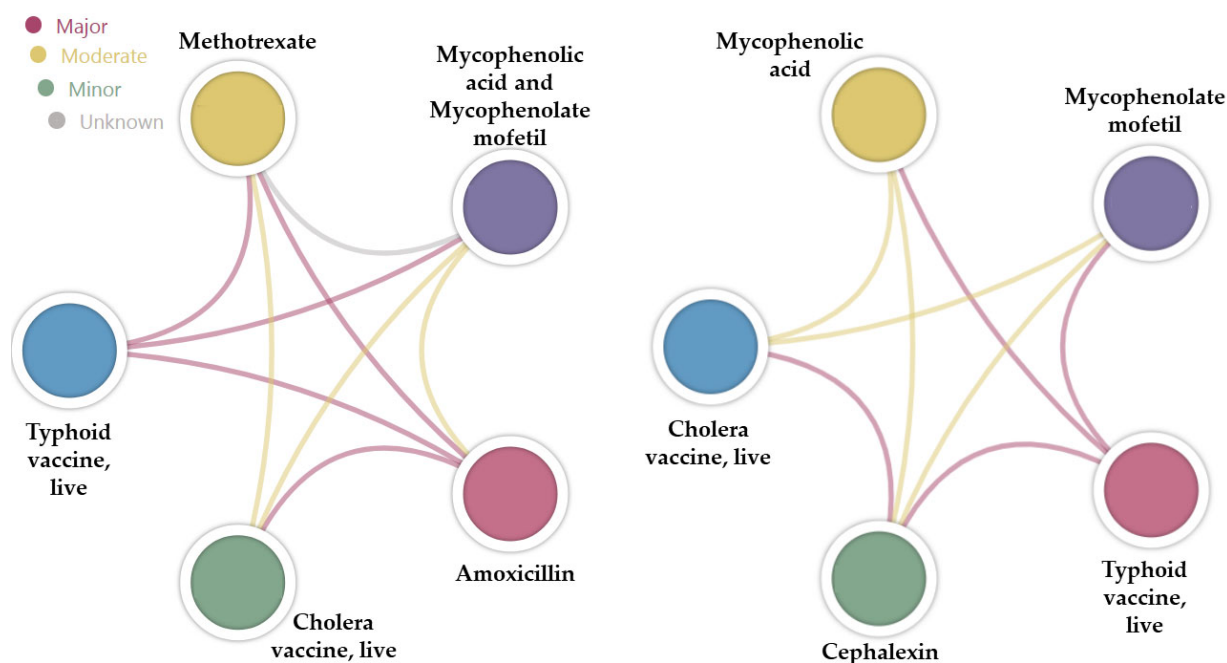 Major
Moderate
Minor
Unknown
Methotrexate
Mycophenolic
acid and
Mycophenolate
mofetil
Typhoid
vaccine,
live
Amoxicillin
Cholera
vaccine, live
Mycophenolic
acid
Mycophenolate
mofetil
Cholera
vaccine, live
Typhoid
vaccine,
live
Cephalexin